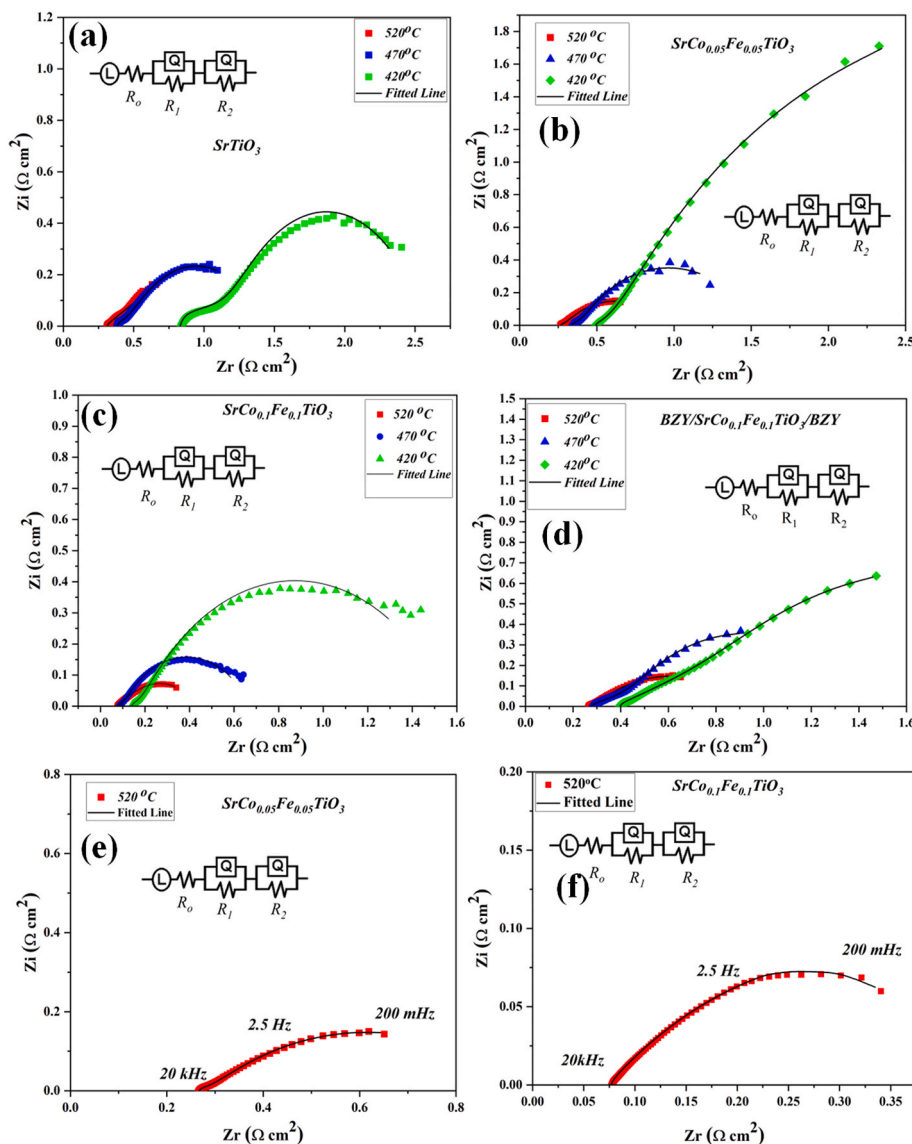 (a)
L
Q
Q
Rₒ
R₁
R₂
520⁰C
470⁰C
420⁰C
Fitted Line
SrTiO₃
Zi (Ω cm²)
1.2
1.0
0.8
0.6
0.4
0.2
0.0
0.0 0.5 1.0 1.5 2.0 2.5
Zr (Ω cm²)
(b)
520⁰C
470 ⁰C
420⁰C
Fitted Line
SrCo₀.₀₅Fe₀.₀₅TiO₃
L
Q
Q
Rₒ
R₁
R₂
Zi (Ω cm²)
1.8
1.6
1.4
1.2
1.0
0.8
0.6
0.4
0.2
0.0
0.0 0.5 1.0 1.5 2.0 2.5
Zr (Ω cm²)
(c)
SrCo₀.₁Fe₀.₁TiO₃
520 ⁰C
470 ⁰C
420 ⁰C
Fitted Line
L
Q
Q
Rₒ
R₁
R₂
Zi (Ω cm²)
1.0
0.9
0.8
0.7
0.6
0.5
0.4
0.3
0.2
0.1
0.0
0.0 0.2 0.4 0.6 0.8 1.0 1.2 1.4 1.6
Zr (Ω cm²)
520⁰C
470⁰C
420⁰C
Fitted Line
BZY/SrCo₀.₁Fe₀.₁TiO₃/BZY
L
Q
Q
Rₒ
R₁
R₂
(d)
Zi (Ω cm²)
1.5
1.4
1.3
1.2
1.1
1.0
0.9
0.8
0.7
0.6
0.5
0.4
0.3
0.2
0.1
0.0
0.0 0.2 0.4 0.6 0.8 1.0 1.2 1.4 1.6
Zr (Ω cm²)
520 ⁰C
Fitted Line
SrCo₀.₀₅Fe₀.₀₅TiO₃
(e)
L
Q
Q
Rₒ
R₁
R₂
20 kHz
2.5 Hz
200 mHz
Zi (Ω cm²)
0.8
0.6
0.4
0.2
0.0
0.0 0.2 0.4 0.6 0.8
Zr (Ω cm²)
520ᵒC
Fitted Line
SrCo₀.₁Fe₀.₁TiO₃
L
Q
Q
Rₒ
R₁
R₂
(f)
20kHz
2.5 Hz
200 mHz
Zi (Ω cm²)
0.20
0.15
0.10
0.05
0.00
0.00 0.05 0.10 0.15 0.20 0.25 0.30 0.35
Zr (Ω cm²)